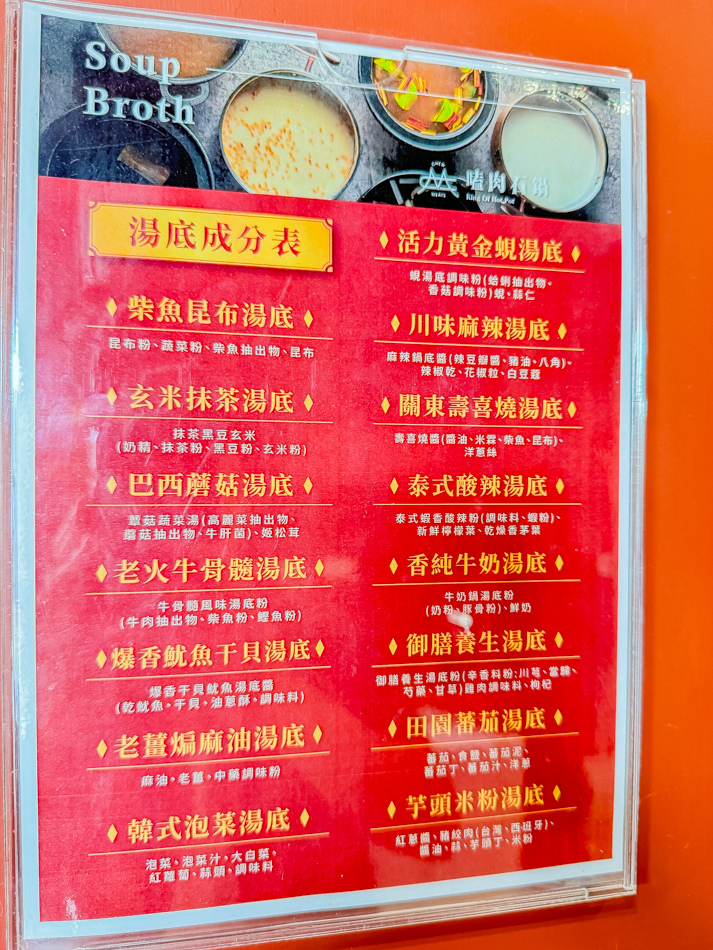 Soup
Broth
嗑肉石鍋
King Of Hot Pot
湯底成分表
柴魚昆布湯底
昆布粉、蔬菜粉、柴魚抽出物、昆布
玄米抹茶湯底
抹茶黑豆玄米
(奶精、抹茶粉、黑豆粉、玄米粉)
巴西蘑菇湯底
蕈菇蔬菜湯(高麗菜抽出物、
蘑菇抽出物、牛肝菌)、姬松茸
老火牛骨髓湯底
牛骨髓風味湯底粉
(牛肉抽出物、柴魚粉、鰹魚粉)
爆香魷魚干貝湯底
爆香干貝魷魚湯底醬
(乾魷魚。干貝。油蔥酥、調味料)
老薑煸麻油湯底
麻油。老薑。中藥調味粉
韓式泡菜湯底
泡菜、泡菜汁、大白菜、
紅蘿蔔、蒜頭、調味料
活力黃金蜆湯底
蜆湯底調味粉(蛤蜊抽出物、
香菇調味粉)蜆、蒜仁
川味麻辣湯底
麻辣鍋底醬(辣豆瓣醬、豬油、八角)、
辣椒乾、花椒粒、白豆蔻
關東壽喜燒湯底
壽喜燒醬(醬油、米霖、柴魚、昆布)、
洋蔥絲
泰式酸辣湯底
泰式蝦香酸辣粉(調味料、蝦粉)、
新鮮檸檬葉、乾燥香茅葉
香純牛奶湯底
牛奶鍋湯底粉
(奶粉、豚骨粉)、鮮奶
御膳養生湯底
御膳養生湯底粉(辛香料粉:川芎、當歸、
芍藥、甘草)雞肉調味料、枸杞
田園蕃茄湯底
蕃茄、食鹽、蕃茄泥、
蕃茄丁、蕃茄汁、洋蔥
芋頭米粉湯底
紅蔥醬、豬絞肉(台灣、西班牙)、
醬油、蒜、芋頭丁、米粉